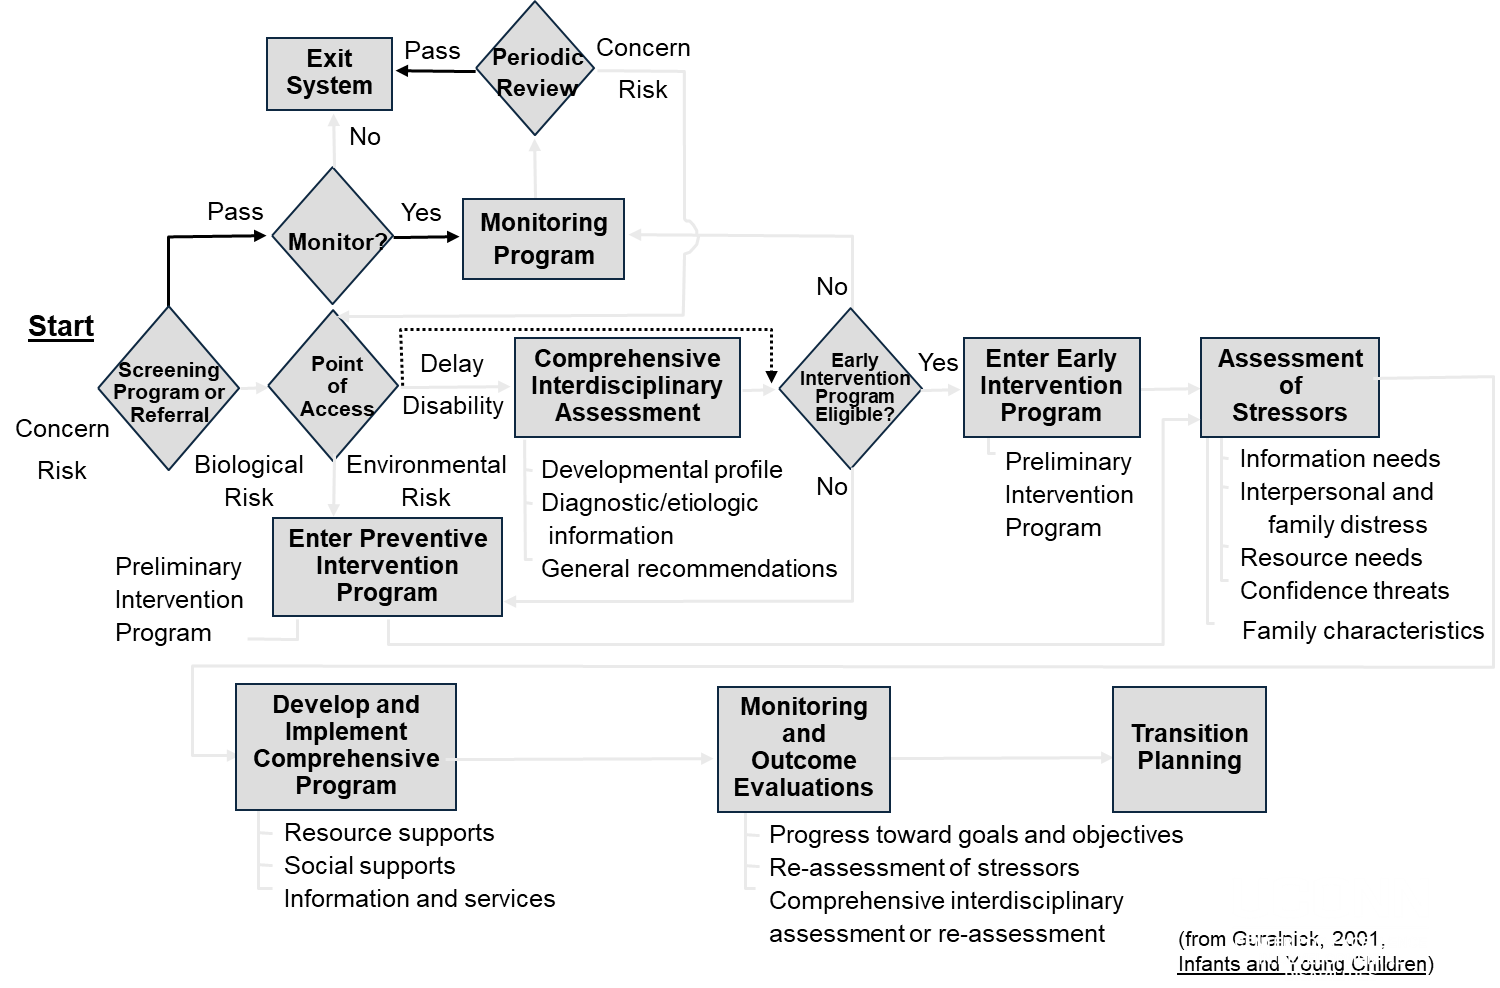 Exit
System
Pass
Periodic
Review
Concern
Risk
No
Pass
Monitor?
Yes
Monitoring
Program
No
Start
Screening
Program or
Referral
Concern
Risk
Point
of
Access
Delay
Disability
Comprehensive
Interdisciplinary
Assessment
Developmental profile
Diagnostic/etiologic
information
General recommendations
Early
Intervention
Program
Eligible?
Yes
No
Enter Early
Intervention
Program
Preliminary
Intervention
Program
Assessment
of
Stressors
Information needs
Interpersonal and
family distress
Resource needs
Confidence threats
Family characteristics
Biological
Risk
Environmental
Risk
Enter Preventive
Intervention
Program
Preliminary
Intervention
Program
Develop and
Implement
Comprehensive
Program
Resource supports
Social supports
Information and services
Monitoring
and
Outcome
Evaluations
Progress toward goals and objectives
Re-assessment of stressors
Comprehensive interdisciplinary
assessment or re-assessment
Transition
Planning
(from Guralnick, 2001,
Infants and Young Children)